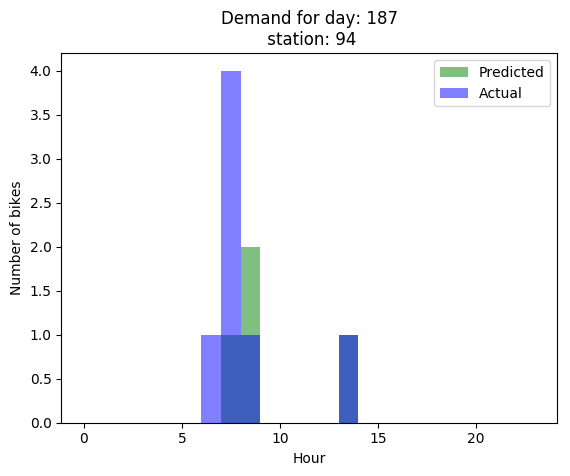 Demand for day: 187
station: 94
Predicted
Actual
4.0
3.5
3.0
2.5
2.0
1.5
1.0
0.5
0.0
Number of bikes
0 5 10 15 20
Hour